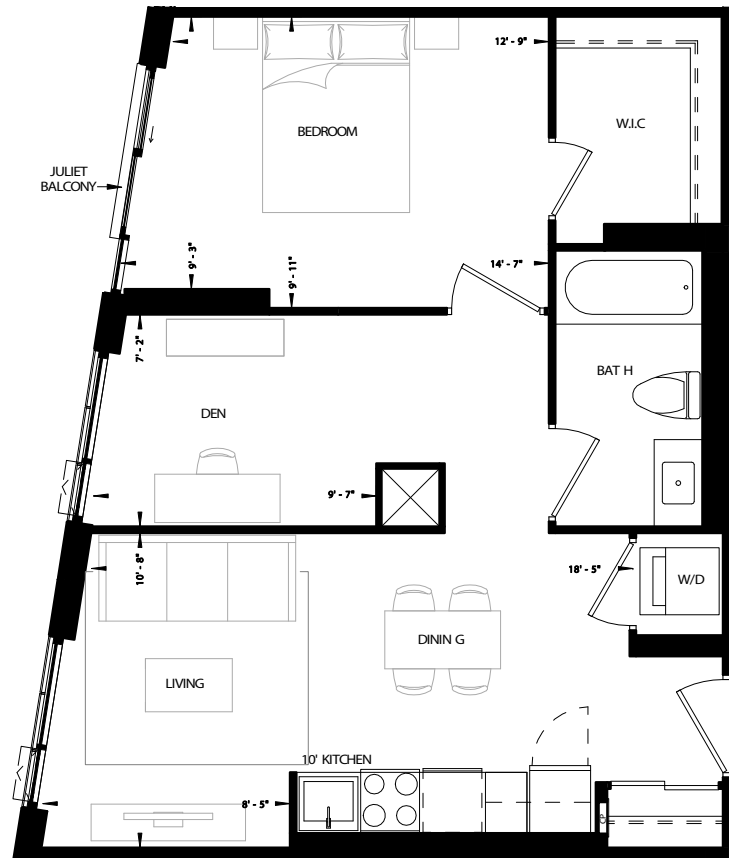 12' - 9"
W.I.C
BEDROOM
JULIET
BALCONY
9' - 3"
9' - 11"
14' - 7"
7' - 2"
BAT H
DEN
9' - 7"
10' - 8"
18' - 5"
W/D
DININ G
LIVING
10' KITCHEN
8' - 5"
CP